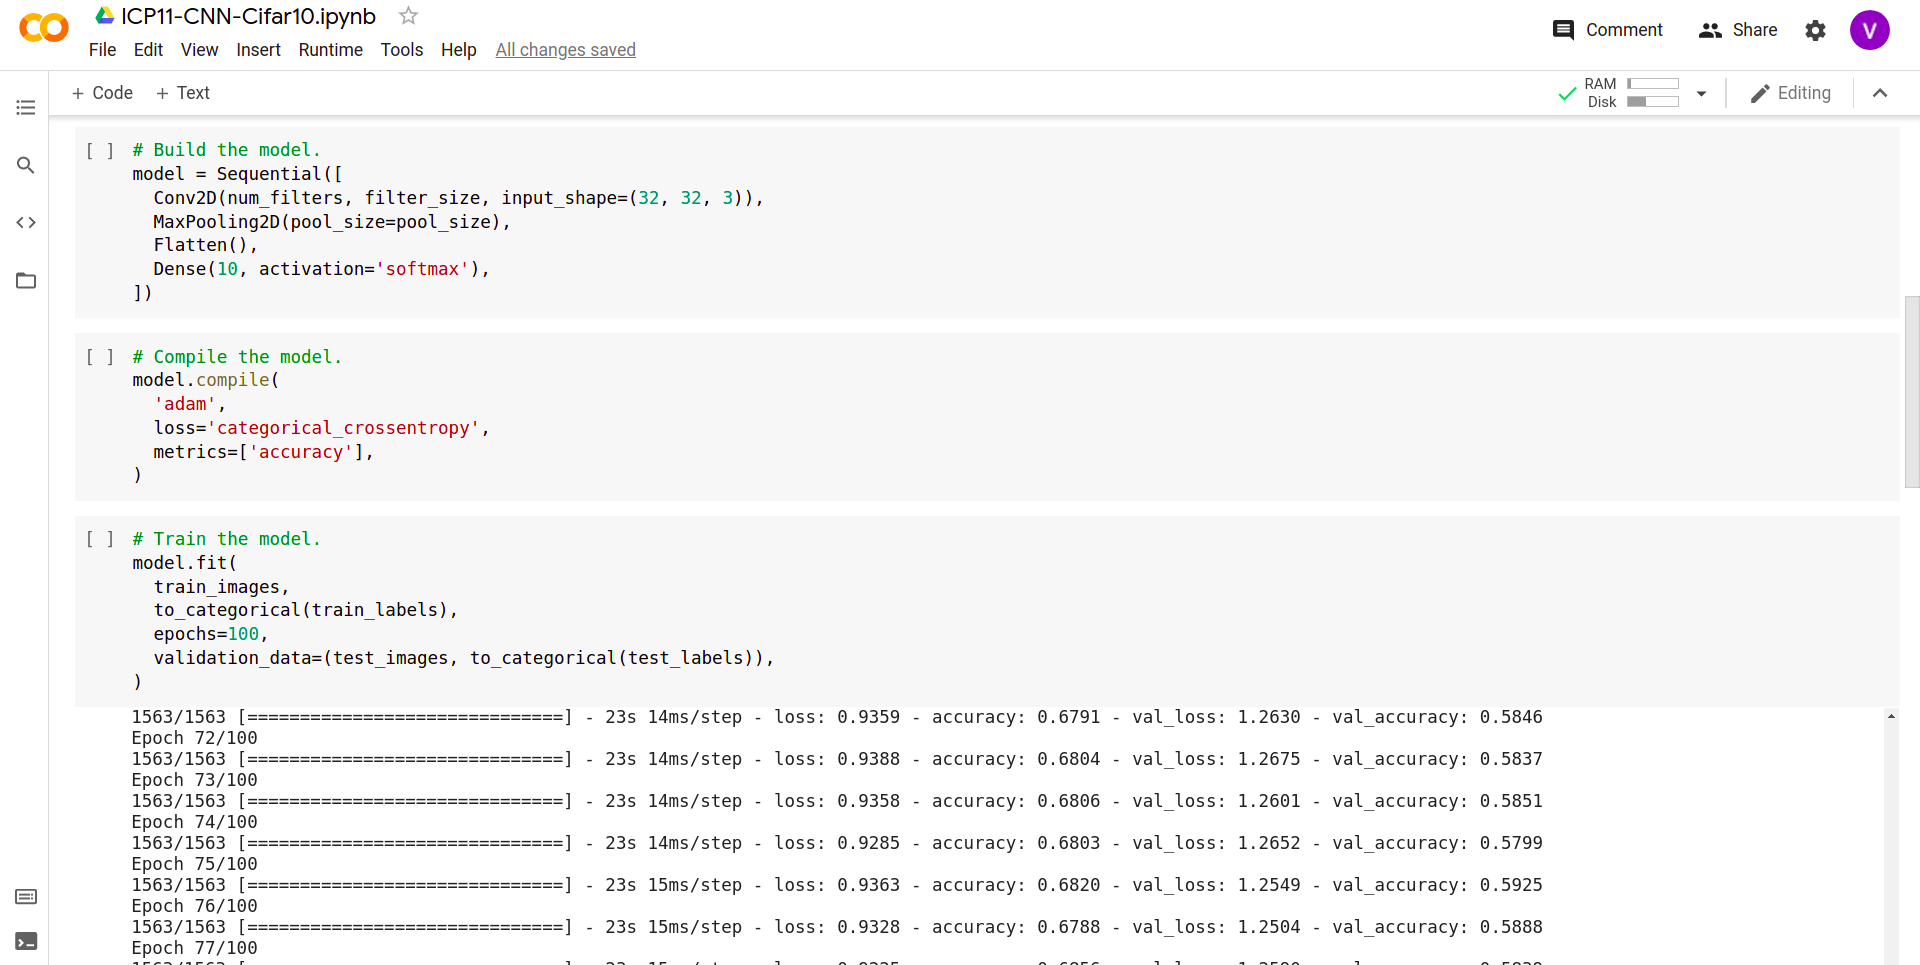 ICP11-CNN-Cifar10.ipynb
File Edit View Insert Runtime Tools Help All changes saved
Comment Share V
+ Code + Text
RAM
Disk
Editing
[ ] # Build the model.
model = Sequential([
  Conv2D(num_filters, filter_size, input_shape=(32, 32, 3)),
  MaxPooling2D(pool_size=pool_size),
  Flatten(),
  Dense(10, activation='softmax'),
])
[ ] # Compile the model.
model.compile(
  'adam',
  loss='categorical_crossentropy',
  metrics=['accuracy'],
)
[ ] # Train the model.
model.fit(
  train_images,
  to_categorical(train_labels),
  epochs=100,
  validation_data=(test_images, to_categorical(test_labels)),
)
1563/1563 [==============================] - 23s 14ms/step - loss: 0.9359 - accuracy: 0.6791 - val_loss: 1.2630 - val_accuracy: 0.5846
Epoch 72/100
1563/1563 [==============================] - 23s 14ms/step - loss: 0.9388 - accuracy: 0.6804 - val_loss: 1.2675 - val_accuracy: 0.5837
Epoch 73/100
1563/1563 [==============================] - 23s 14ms/step - loss: 0.9358 - accuracy: 0.6806 - val_loss: 1.2601 - val_accuracy: 0.5851
Epoch 74/100
1563/1563 [==============================] - 23s 14ms/step - loss: 0.9285 - accuracy: 0.6803 - val_loss: 1.2652 - val_accuracy: 0.5799
Epoch 75/100
1563/1563 [==============================] - 23s 15ms/step - loss: 0.9363 - accuracy: 0.6820 - val_loss: 1.2549 - val_accuracy: 0.5925
Epoch 76/100
1563/1563 [==============================] - 23s 15ms/step - loss: 0.9328 - accuracy: 0.6788 - val_loss: 1.2504 - val_accuracy: 0.5888
Epoch 77/100